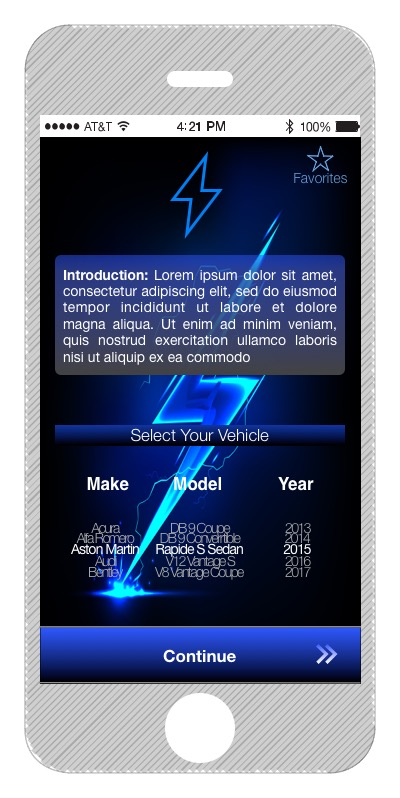 ●●●●● AT&T 4:21 PM 100%
Favorites
Introduction: Lorem ipsum dolor sit amet,
consectetur adipiscing elit, sed do eiusmod
tempor incididunt ut labore et dolore
magna aliqua. Ut enim ad minim veniam,
quis nostrud exercitation ullamco laboris
nisi ut aliquip ex ea commodo
Select Your Vehicle
Make Model Year
Acura DB9 Coupe 2013
Alfa Romero DB9 Convertible 2014
Aston Martin Rapide S Sedan 2015
Audi V12 Vantage S 2016
Bentley V8 Vantage Coupe 2017
Continue